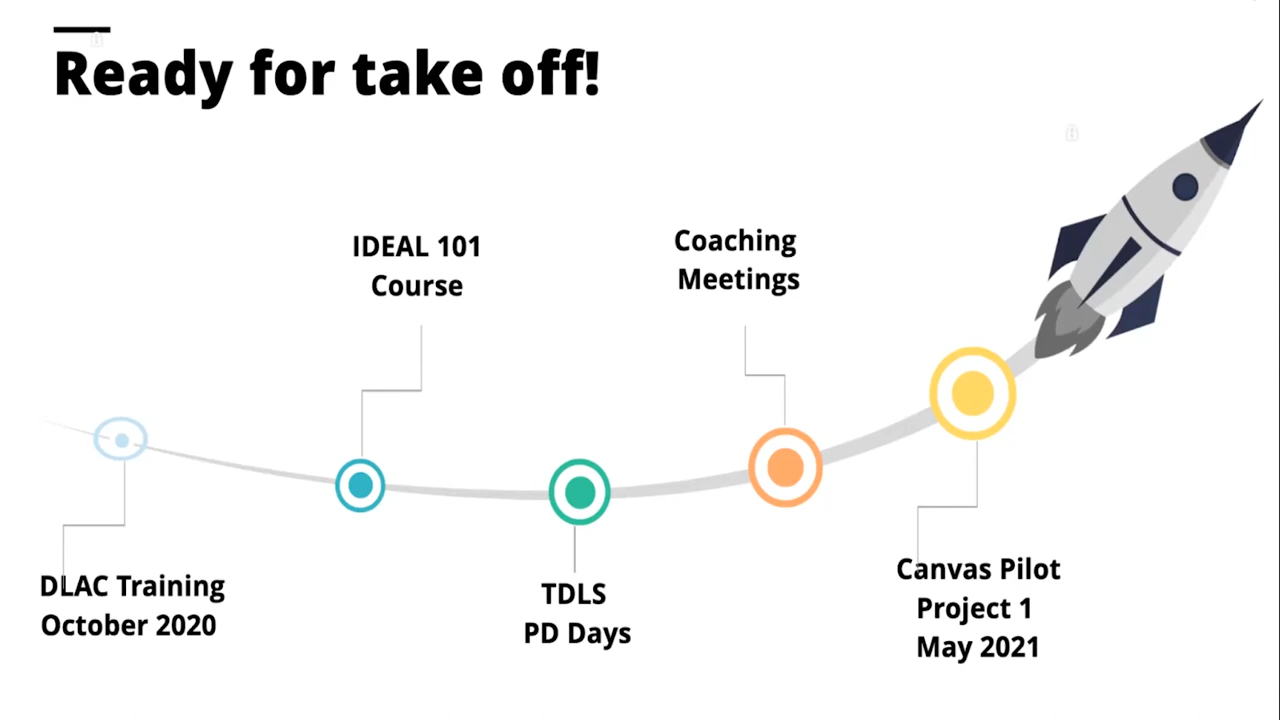 Ready for take off!
IDEAL 101
Course
Coaching
Meetings
DLAC Training
October 2020
TDLS
PD Days
Canvas Pilot
Project 1
May 2021